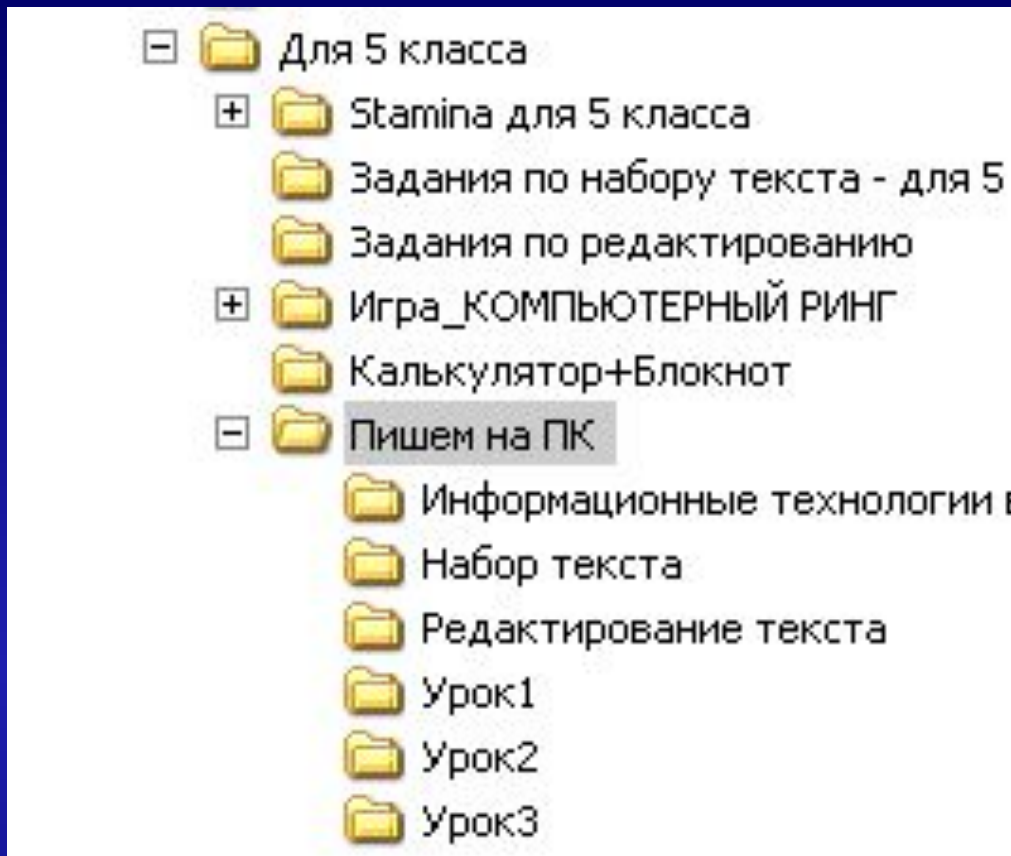 Для 5 класса
Stamina для 5 класса
Задания по набору текста - для 5
Задания по редактированию
Игра_КОМПЬЮТЕРНЫЙ РИНГ
Калькулятор+Блокнот
Пишем на ПК
Информационные технологии в
Набор текста
Редактирование текста
Урок1
Урок2
Урок3